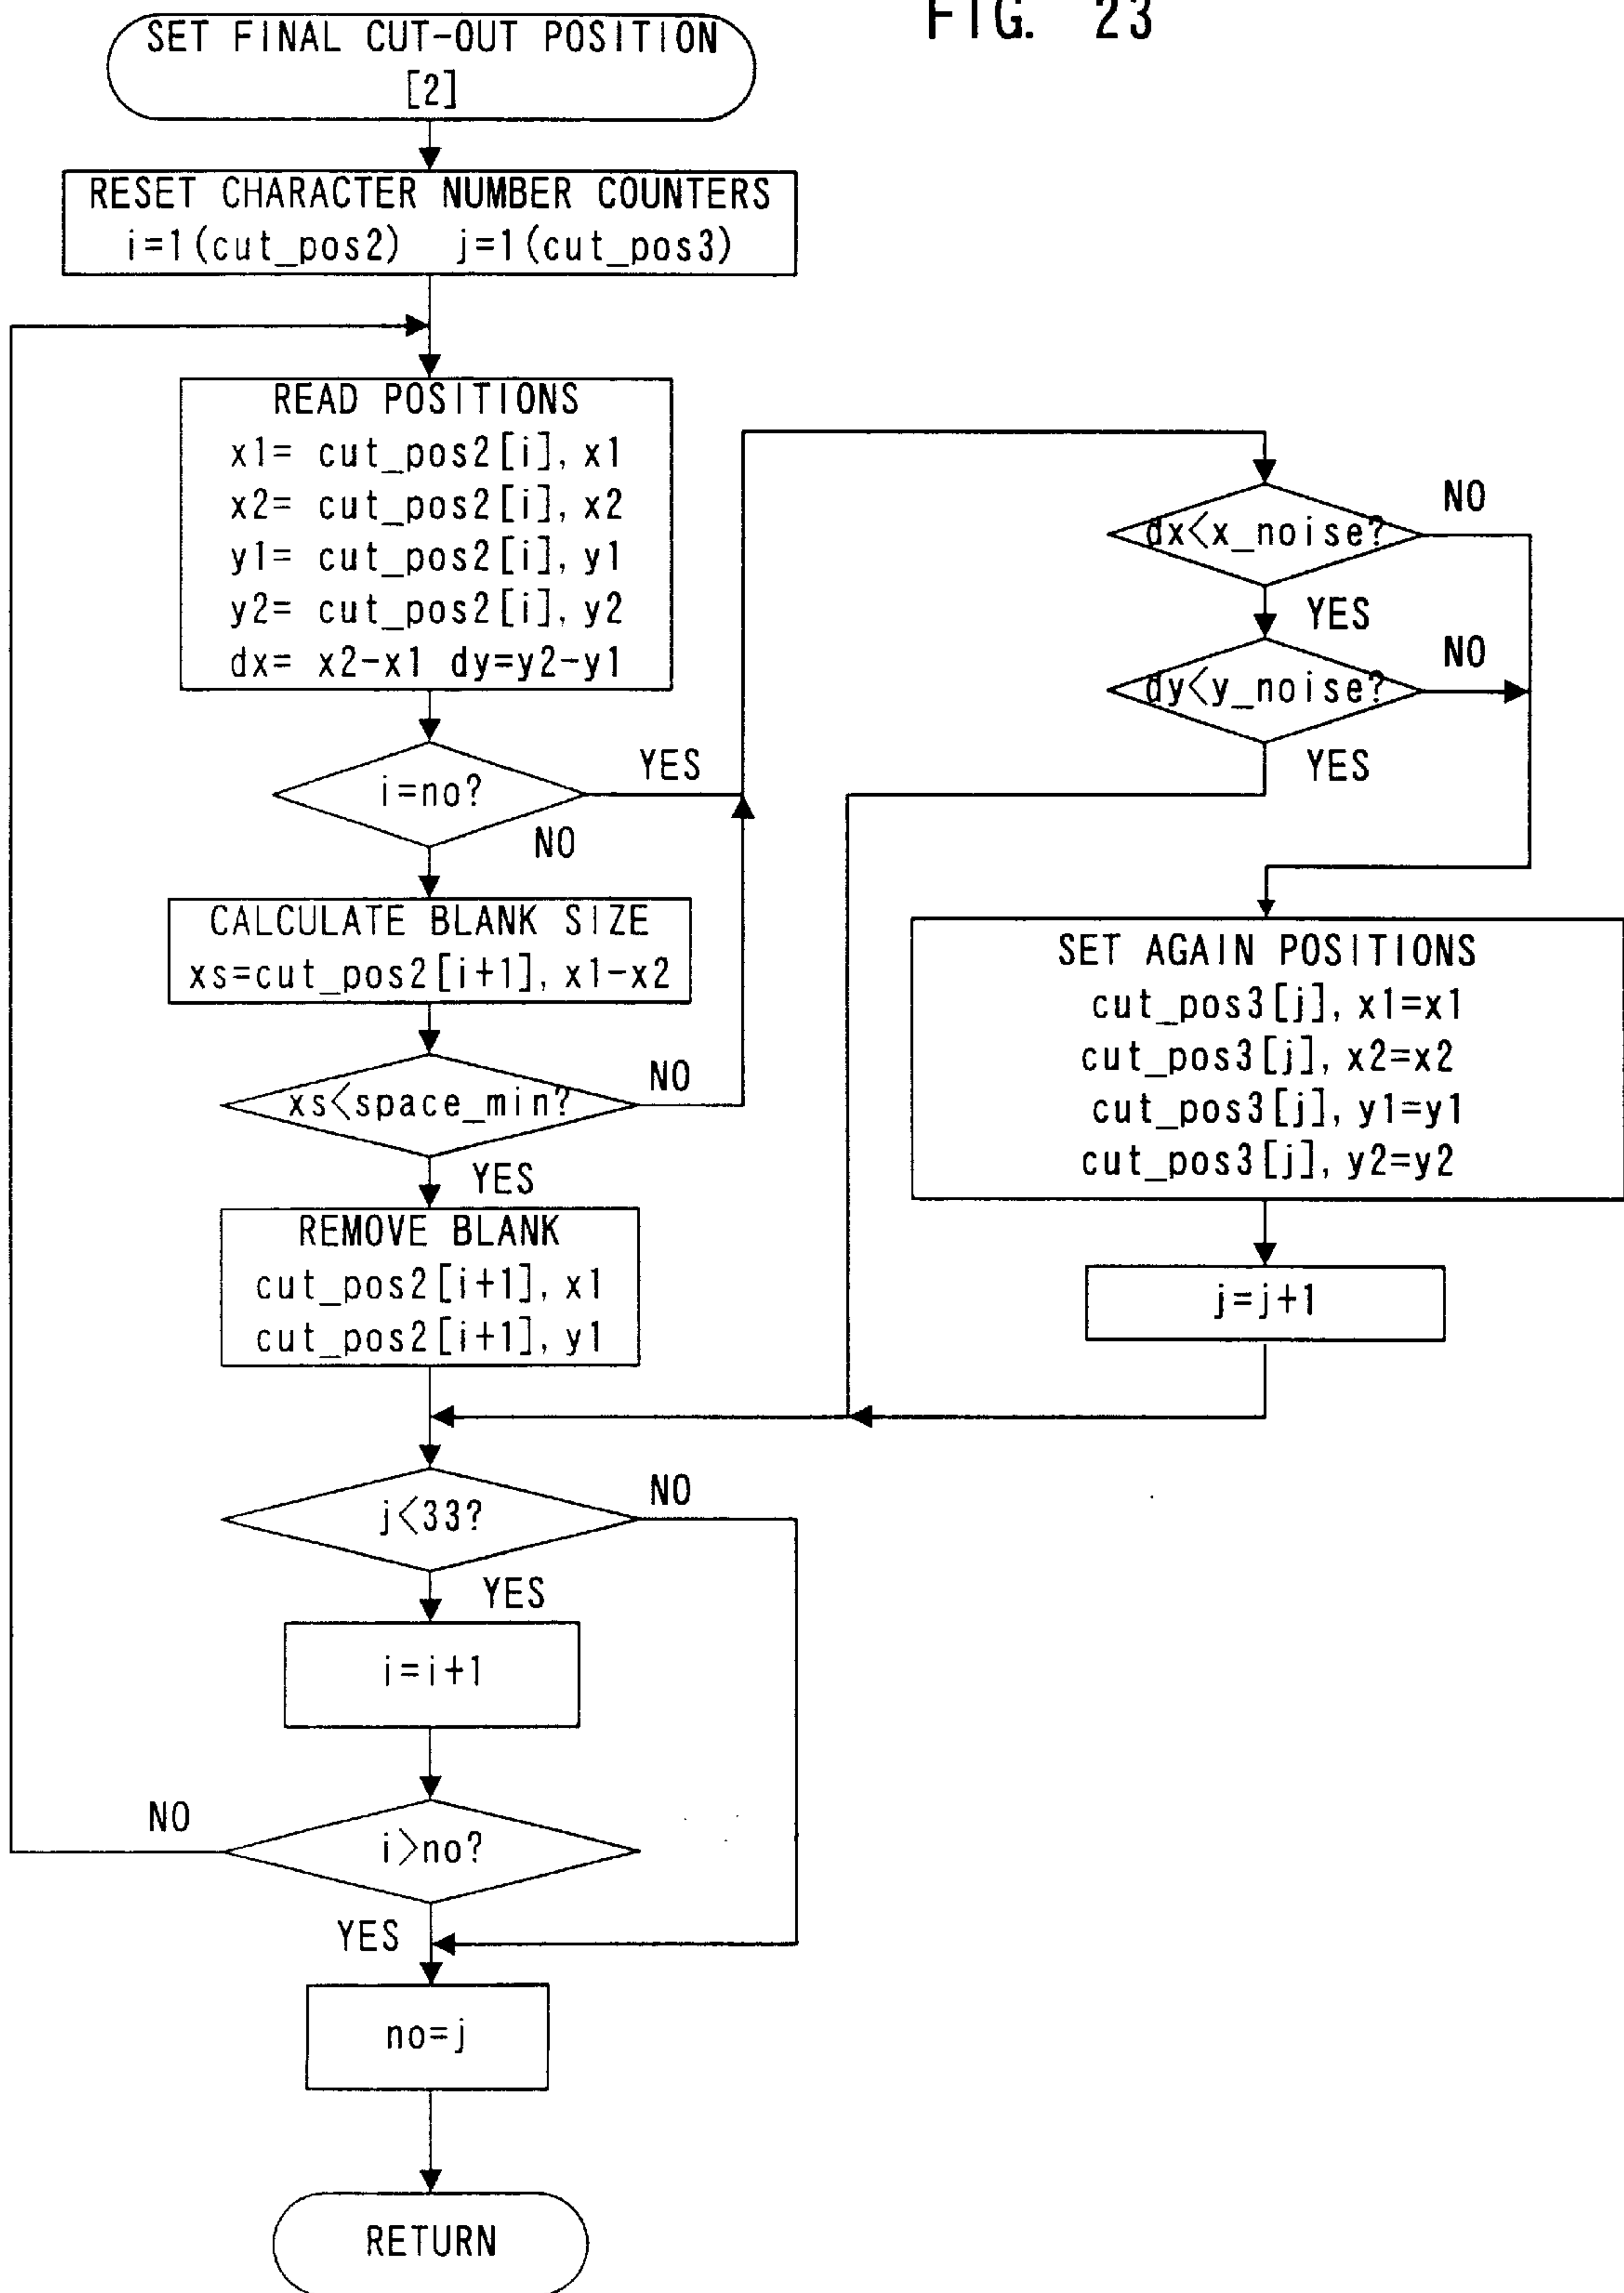 FIG. 23
SET FINAL CUT-OUT POSITION
[2]
RESET CHARACTER NUMBER COUNTERS
i=1(cut_pos2) j=1(cut_pos3)
READ POSITIONS
x1= cut_pos2[i], x1
x2= cut_pos2[i], x2
y1= cut_pos2[i], y1
y2= cut_pos2[i], y2
dx= x2-x1 dy=y2-y1
i=no?
YES
NO
CALCULATE BLANK SIZE
xs=cut_pos2[i+1], x1-x2
xs<space_min?
NO
YES
REMOVE BLANK
cut_pos2[i+1], x1
cut_pos2[i+1], y1
dx<x_noise?
NO
YES
dy<y_noise?
NO
YES
SET AGAIN POSITIONS
cut_pos3[j], x1=x1
cut_pos3[j], x2=x2
cut_pos3[j], y1=y1
cut_pos3[j], y2=y2
j=j+1
j<33?
NO
YES
i=i+1
i>no?
NO
YES
no=j
RETURN